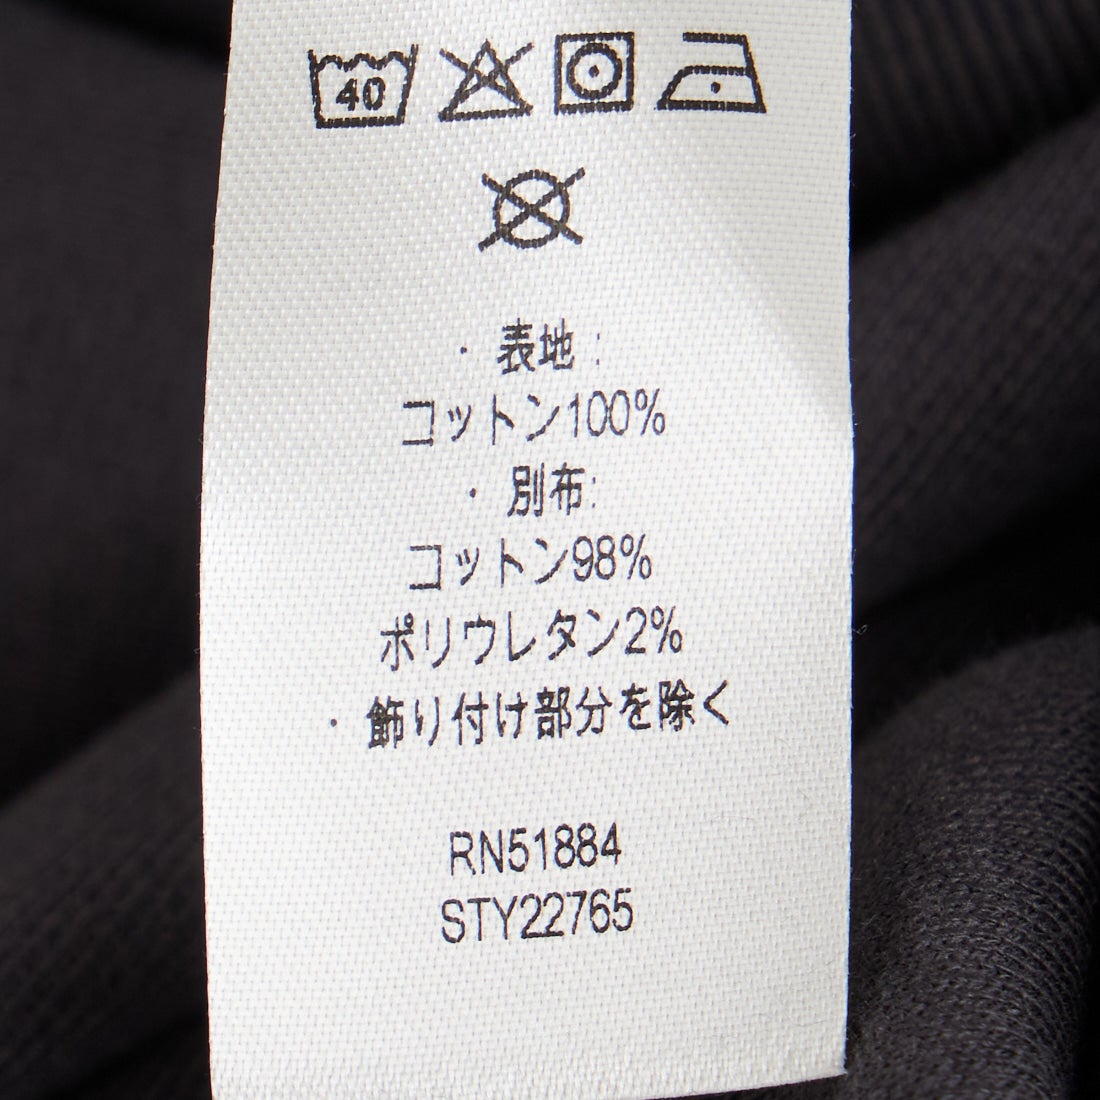 40
・表地:
コットン100%
・別布:
コットン98%
ポリウレタン2%
・飾り付け部分を除く
RN51884
STY22765